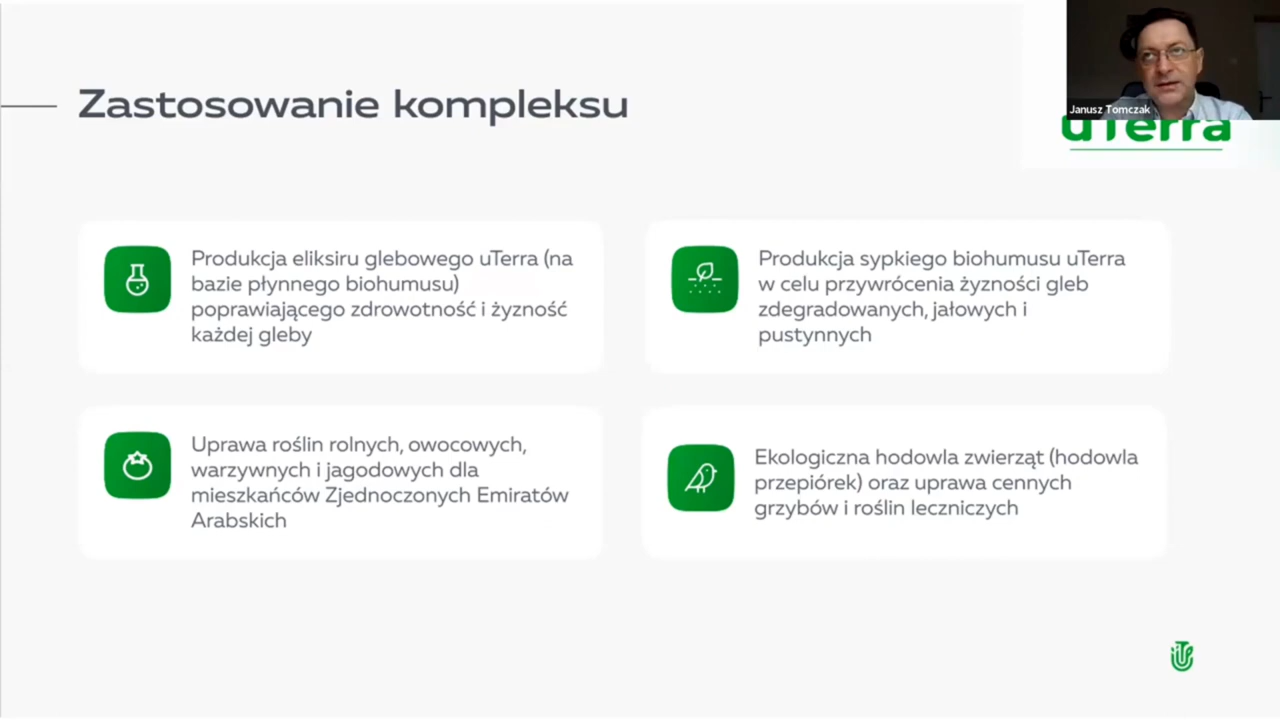 Zastosowanie kompleksu
Janusz Tomczak
uTerra
Produkcja eliksiru glebowego uTerra (na
bazie płynnego biohumusu)
poprawiającego zdrowotność i żyzność
każdej gleby
Produkcja sypkiego biohumusu uTerra
w celu przywrócenia żyzności gleb
zdegradowanych, jałowych i
pustynnych
Uprawa roślin rolnych, owocowych,
warzywnych i jagodowych dla
mieszkańców Zjednoczonych Emiratów
Arabskich
Ekologiczna hodowla zwierząt (hodowla
przepiórek) oraz uprawa cennych
grzybów i roślin leczniczych